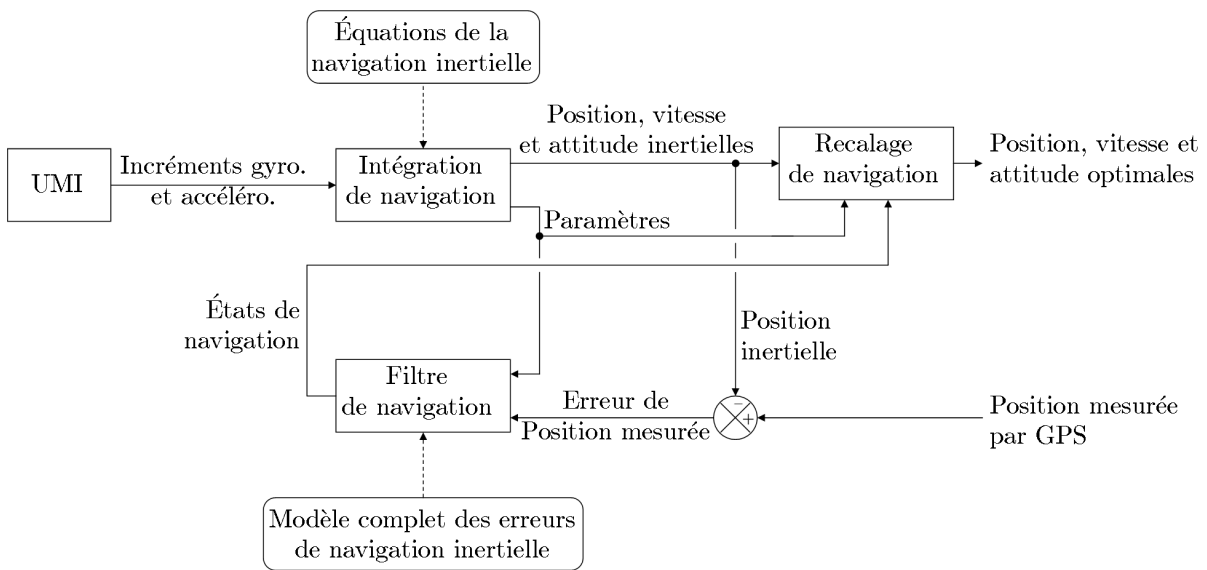 Équations de la
navigation inertielle
Position, vitesse
et attitude inertielles
Recalage
de navigation
Position, vitesse et
attitude optimales
UMI
Incréments gyro.
et accéléro.
Intégration
de navigation
Paramètres
États de
navigation
Position
inertielle
Filtre
de navigation
Erreur de
Position mesurée
−
+
Position mesurée
par GPS
Modèle complet des erreurs
de navigation inertielle